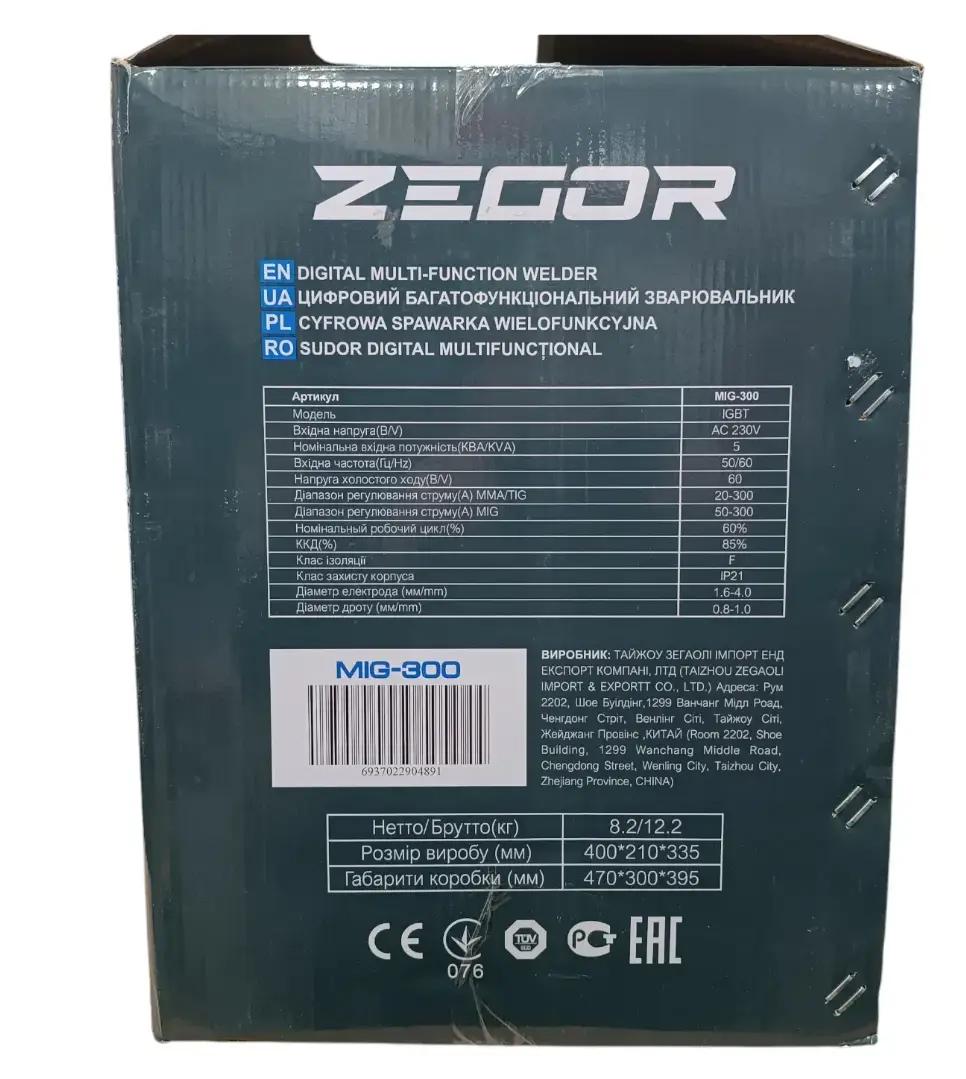 ZEGOR
EN DIGITAL MULTI-FUNCTION WELDER
UA ЦИФРОВИЙ БАГАТОФУНКЦІОНАЛЬНИЙ ЗВАРЮВАЛЬНИК
PL CYFROWA SPAWARKA WIELOFUNKCYJNA
RO SUDOR DIGITAL MULTIFUNCȚIONAL
Артикул MIG-300
Модель IGBT
Вхідна напруга(В/V) AC 230V
Номінальна вхідна потужність(КВА/KVA) 5
Вхідна частота(Гц/Hz) 50/60
Напруга холостого ходу(В/V) 60
Діапазон регулювання струму(А) MMA/TIG 20-300
Діапазон регулювання струму(А) MIG 50-300
Номінальный робочий цикл(%) 60%
ККД(%) 85%
Клас ізоляції F
Клас захисту корпуса IP21
Діаметр електрода (мм/mm) 1.6-4.0
Діаметр дроту (мм/mm) 0.8-1.0
MIG-300
6937022904891
ВИРОБНИК: ТАЙЖОУ ЗЕГАОЛІ ІМПОРТ ЕНД
ЕКСПОРТ КОМПАНІ, ЛТД (TAIZHOU ZEGAOLI
IMPORT & EXPORTT CO., LTD.) Адреса: Рум
2202, Шое Буілдінг,1299 Ванчанг Мідл Роад,
Ченгдонг Стріт, Венлінг Сіті, Тайжоу Сіті,
Жейджанг Провінс ,КИТАЙ (Room 2202, Shoe
Building, 1299 Wanchang Middle Road,
Chengdong Street, Wenling City, Taizhou City,
Zhejiang Province, CHINA)
Нетто/Брутто(кг) 8.2/12.2
Розмір виробу (мм) 400*210*335
Габарити коробки (мм) 470*300*395
CE TÜV SÜD РСТ EAC
076